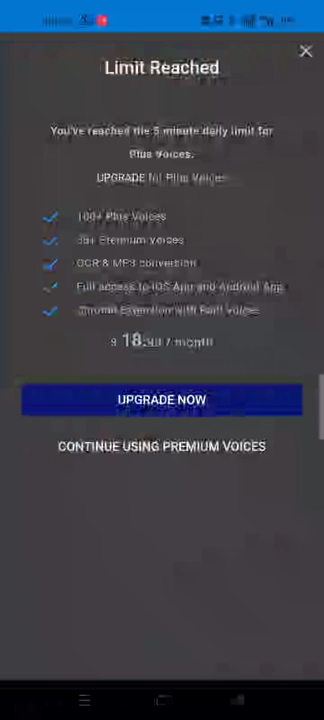 Limit Reached
You've reached the 5 minute daily limit for
Plus Voices.
UPGRADE for Plus Voices.
100+ Plus Voices
Premium Voices
OCR & MP3 conversion
Full access to iOS App and Android App
Chrome Extension with Plus Voices
$ 18. / month
UPGRADE NOW
CONTINUE USING PREMIUM VOICES